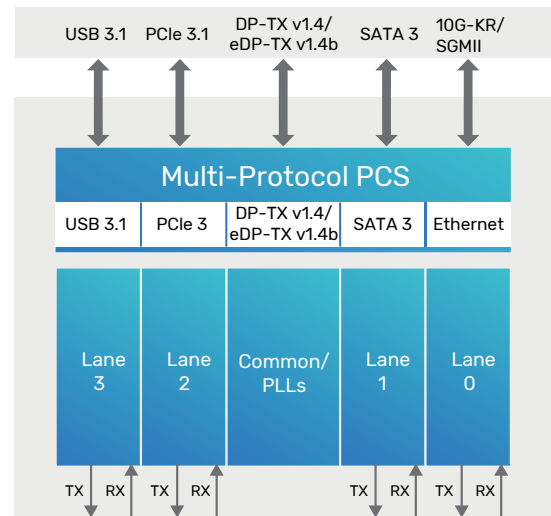 USB 3.1
PCIe 3.1
DP-TX v1.4/
eDP-TX v1.4b
SATA 3
10G-KR/
SGMII
Multi-Protocol PCS
USB 3.1
PCIe 3
DP-TX v1.4/
eDP-TX v1.4b
SATA 3
Ethernet
Lane
3
Lane
2
Common/
PLLs
Lane
1
Lane
0
TX
RX
TX
RX
TX
RX
TX
RX